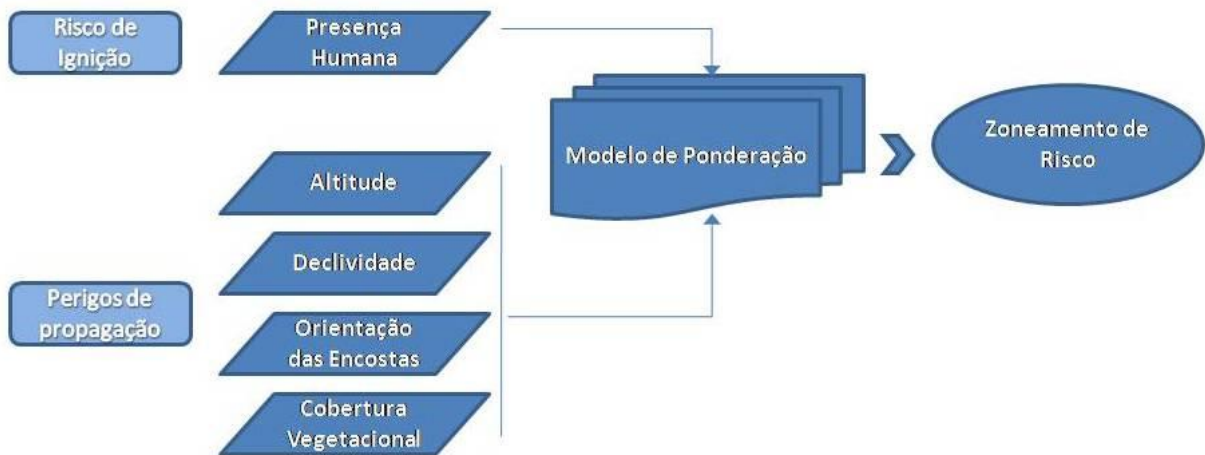 Risco de
Ignição
Presença
Humana
Modelo de Ponderação
Zoneamento de
Risco
Altitude
Declividade
Perigos de
propagação
Orientação
das Encostas
Cobertura
Vegetacional